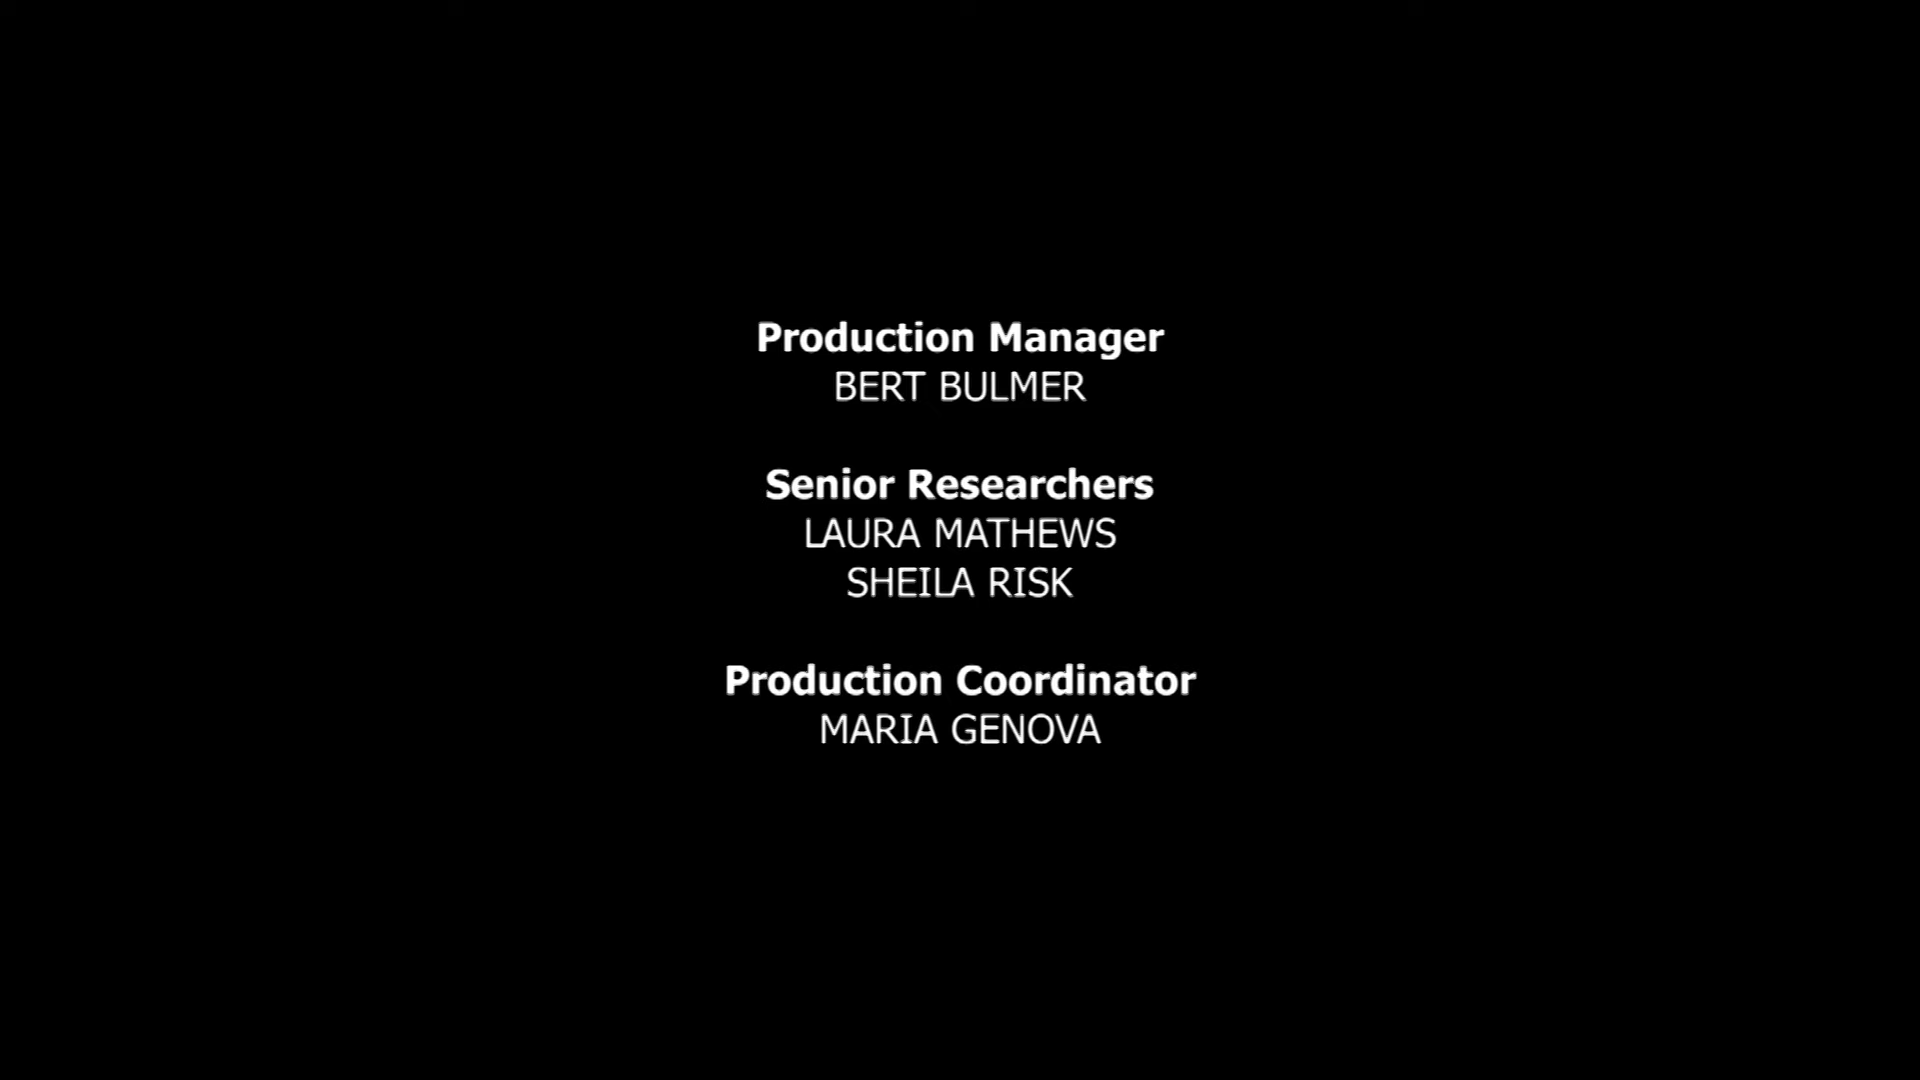 Production Manager
BERT BULMER
Senior Researchers
LAURA MATHEWS
SHEILA RISK
Production Coordinator
MARIA GENOVA